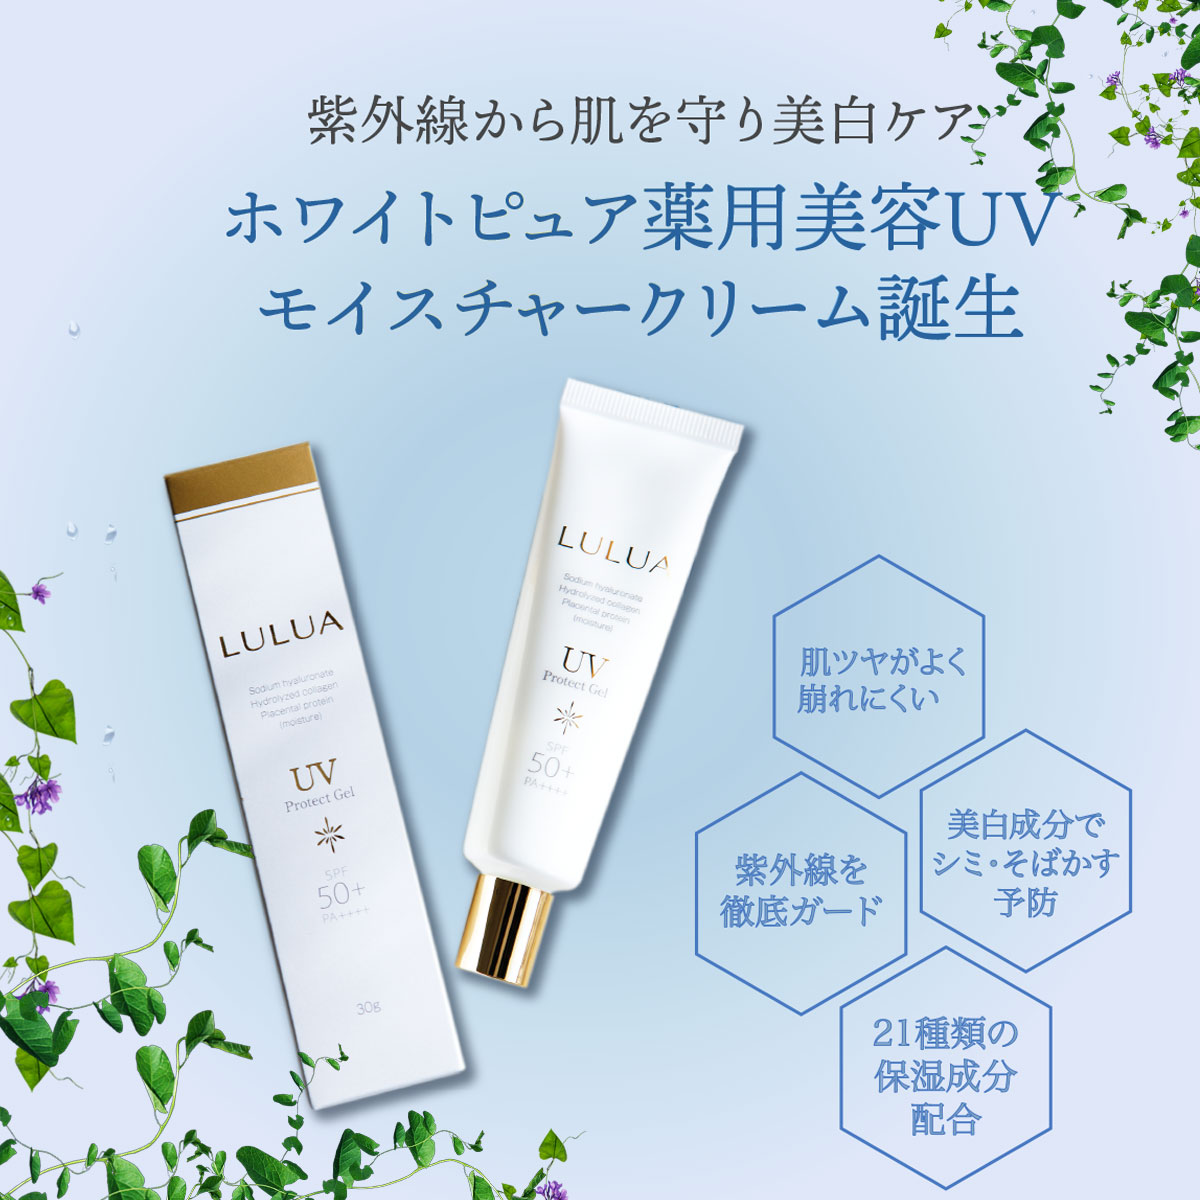 紫外線から肌を守り美白ケア
ホワイトピュア薬用美容UV
モイスチャークリーム誕生
LULUA
Sodium hyaluronate
Hydrolyzed collagen
Placental protein
(moisture)
UV
Protect Gel
SPF
50+
PA++++
30g
LULUA
Sodium hyaluronate
Hydrolyzed collagen
Placental protein
(moisture)
UV
Protect Gel
SPF
50+
PA++++
肌ツヤがよく
崩れにくい
紫外線を
徹底ガード
美白成分で
シミ・そばかす
予防
21種類の
保湿成分
配合